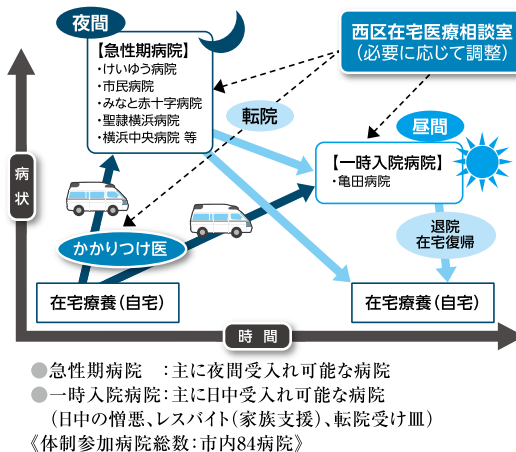 夜間
西区在宅医療相談室
(必要に応じて調整)
【急性期病院】
・けいゆう病院
・市民病院
・みなと赤十字病院
・聖隷横浜病院
・横浜中央病院 等
転院
昼間
【一時入院病院】
・亀田病院
病状
かかりつけ医
退院
在宅復帰
在宅療養(自宅)
在宅療養(自宅)
時間
●急性期病院 :主に夜間受入れ可能な病院
●一時入院病院:主に日中受入れ可能な病院
(日中の憎悪、レスパイト(家族支援)、転院受け皿)
《体制参加病院総数:市内84病院》